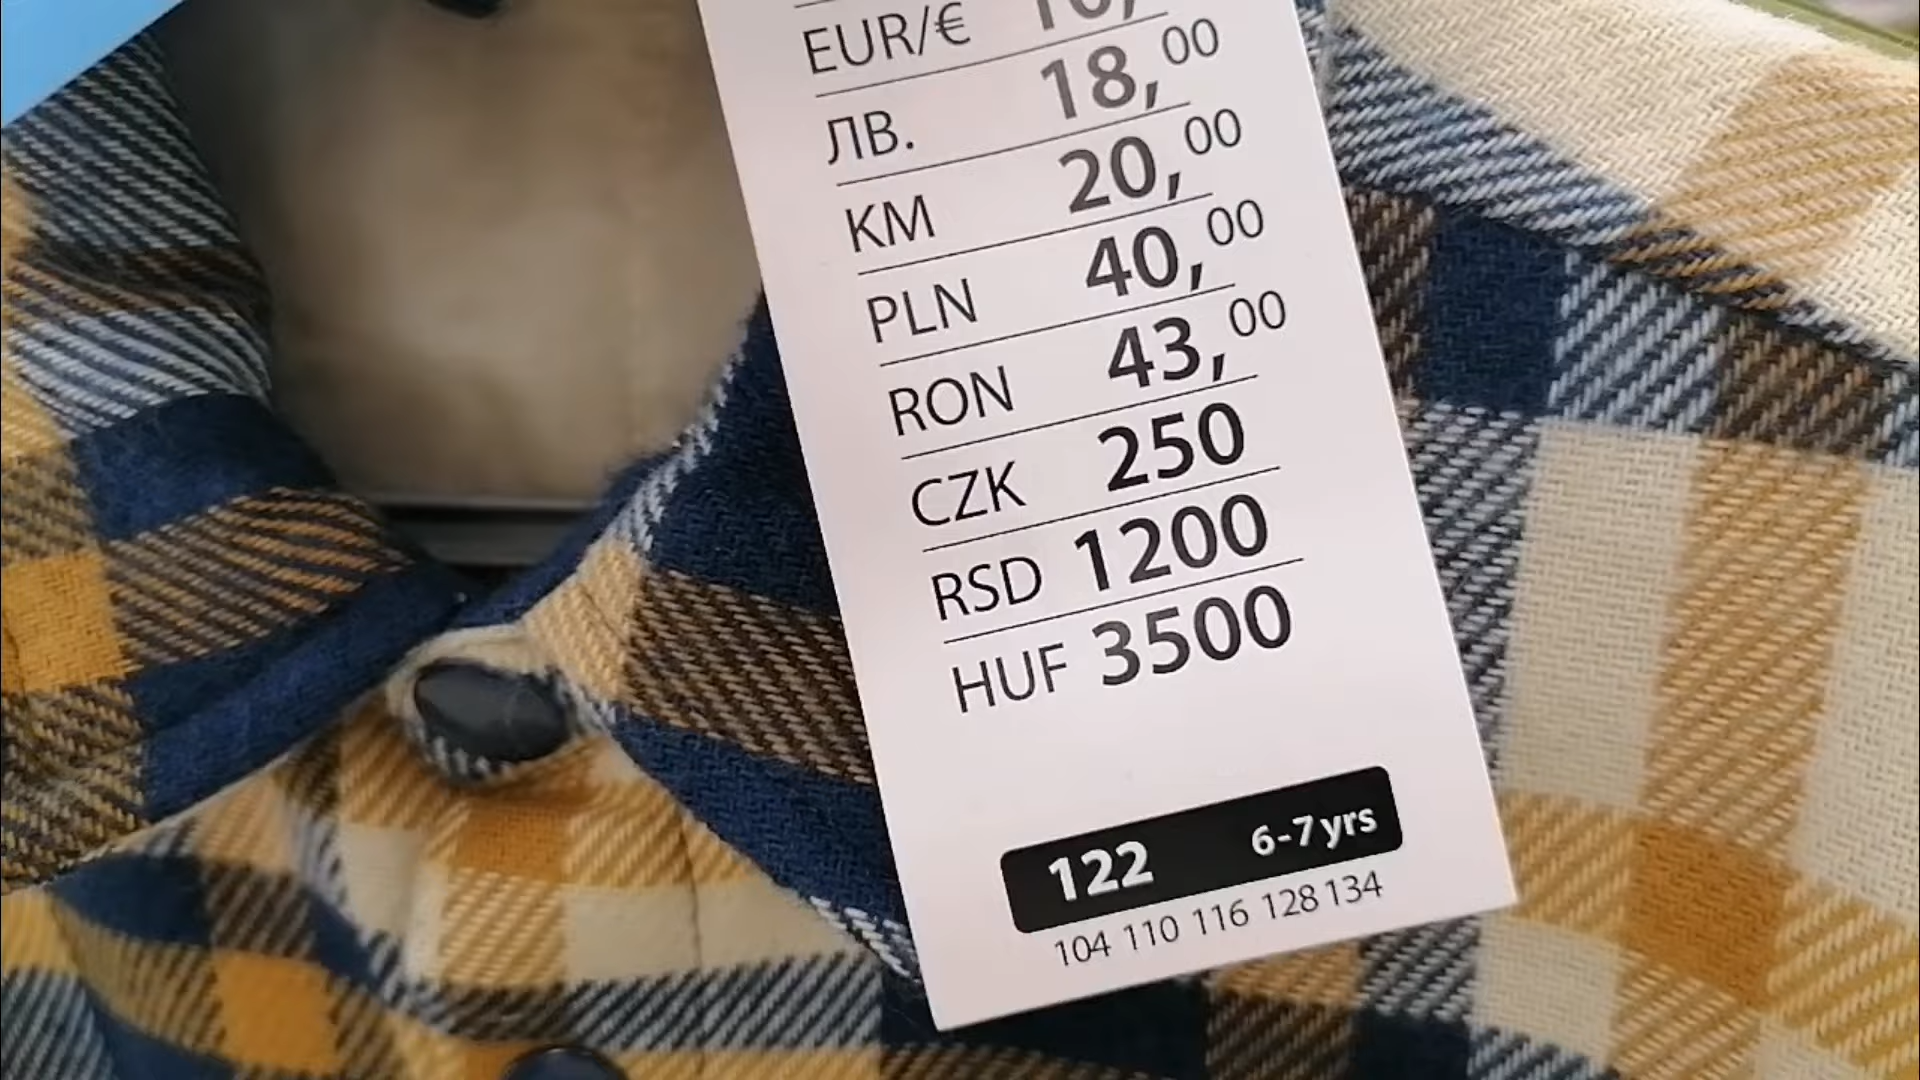 EUR/€
ЛВ. 18,00
KM 20,00
PLN 40,00
RON 43,00
CZK 250
RSD 1200
HUF 3500
122 6-7 yrs
104 110 116 128 134